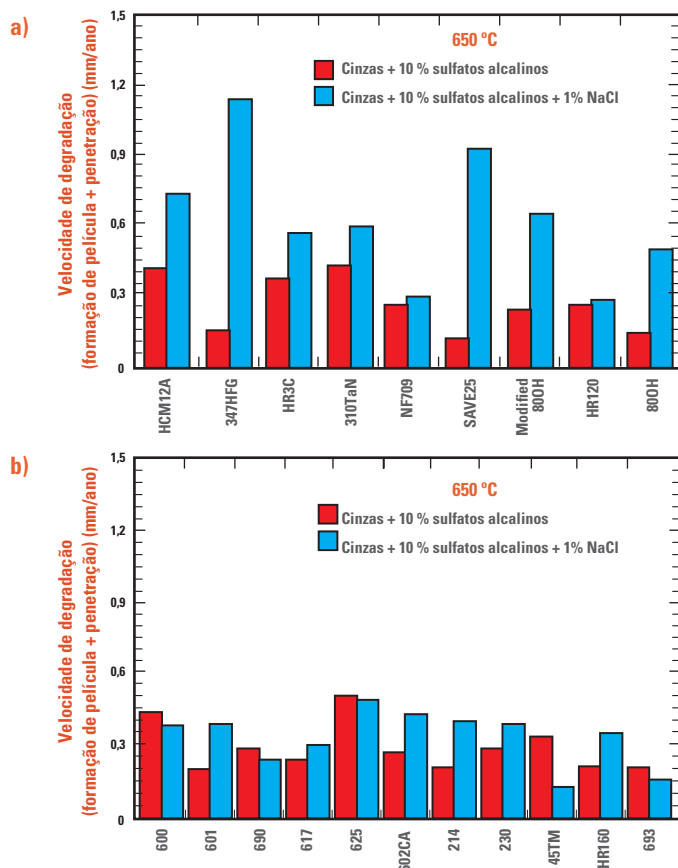 a)
Velocidade de degradação
(formação de película + penetração) (mm/ano)
1,5
1,2
0,9
0,6
0,3
0
650 ºC
Cinzas + 10 % sulfatos alcalinos
Cinzas + 10 % sulfatos alcalinos + 1% NaCl
HCM12A
347HFG
HR3C
310TaN
NF709
SAVE25
Modified
80OH
HR120
80OH
b)
Velocidade de degradação
(formação de película + penetração) (mm/ano)
1,5
1,2
0,9
0,6
0,3
0
650 ºC
Cinzas + 10 % sulfatos alcalinos
Cinzas + 10 % sulfatos alcalinos + 1% NaCl
600
601
690
617
625
602CA
214
230
45TM
HR160
693